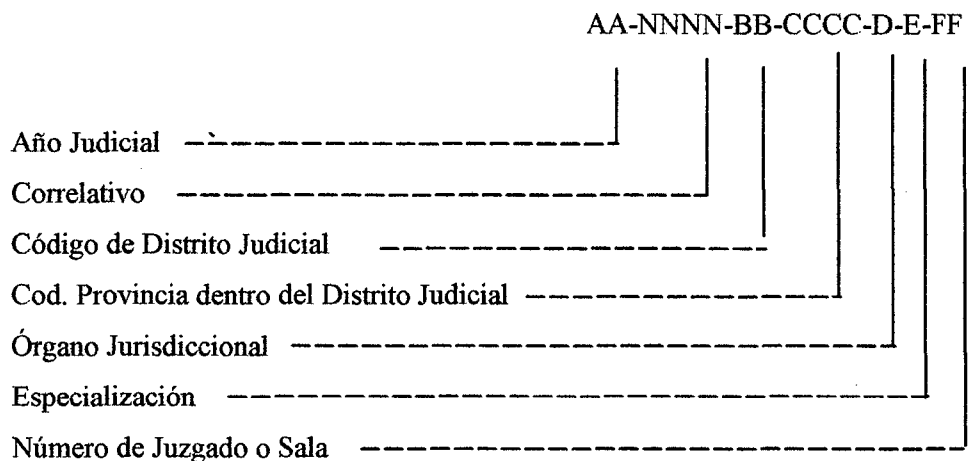 AA-NNNN-BB-CCCC-D-E-FF
Año Judicial
Correlativo
Código de Distrito Judicial
Cod. Provincia dentro del Distrito Judicial
Órgano Jurisdiccional
Especialización
Número de Juzgado o Sala